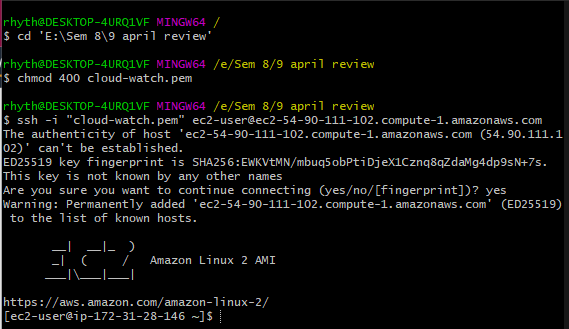 rhyth@DESKTOP-4URQ1VF MINGW64 /
$ cd 'E:\Sem 8\9 april review'
rhyth@DESKTOP-4URQ1VF MINGW64 /e/Sem 8/9 april review
$ chmod 400 cloud-watch.pem
rhyth@DESKTOP-4URQ1VF MINGW64 /e/Sem 8/9 april review
$ ssh -i "cloud-watch.pem" ec2-user@ec2-54-90-111-102.compute-1.amazonaws.com
The authenticity of host 'ec2-54-90-111-102.compute-1.amazonaws.com (54.90.111.1
02)' can't be established.
ED25519 key fingerprint is SHA256:EWKVtMN/mbuq5obPtiDjeX1Cznq8qZdaMg4dp9sN+7s.
This key is not known by any other names
Are you sure you want to continue connecting (yes/no/[fingerprint])? yes
Warning: Permanently added 'ec2-54-90-111-102.compute-1.amazonaws.com' (ED25519)
 to the list of known hosts.
       __|  __|_  )
       _|  (     /   Amazon Linux 2 AMI
      ___|\___|___|
https://aws.amazon.com/amazon-linux-2/
[ec2-user@ip-172-31-28-146 ~]$